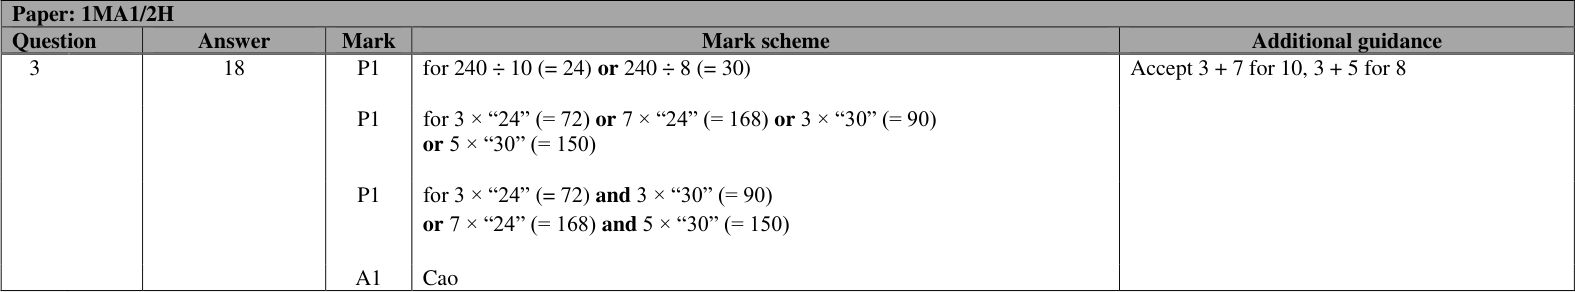 Paper: 1MA1/2H
Question Answer Mark Mark scheme Additional guidance
3 18 P1 for 240 ÷ 10 (= 24) or 240 ÷ 8 (= 30) Accept 3 + 7 for 10, 3 + 5 for 8
P1 for 3 × “24” (= 72) or 7 × “24” (= 168) or 3 × “30” (= 90)
or 5 × “30” (= 150)
P1 for 3 × “24” (= 72) and 3 × “30” (= 90)
or 7 × “24” (= 168) and 5 × “30” (= 150)
A1 Cao